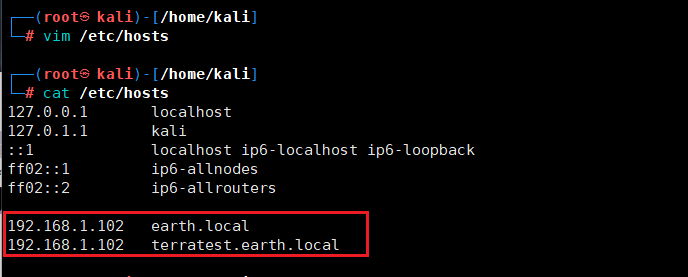 ┌──(root㉿ kali)-[/home/kali]
└─# vim /etc/hosts
┌──(root㉿ kali)-[/home/kali]
└─# cat /etc/hosts
127.0.0.1 localhost
127.0.1.1 kali
::1 localhost ip6-localhost ip6-loopback
ff02::1 ip6-allnodes
ff02::2 ip6-allrouters
192.168.1.102 earth.local
192.168.1.102 terratest.earth.local